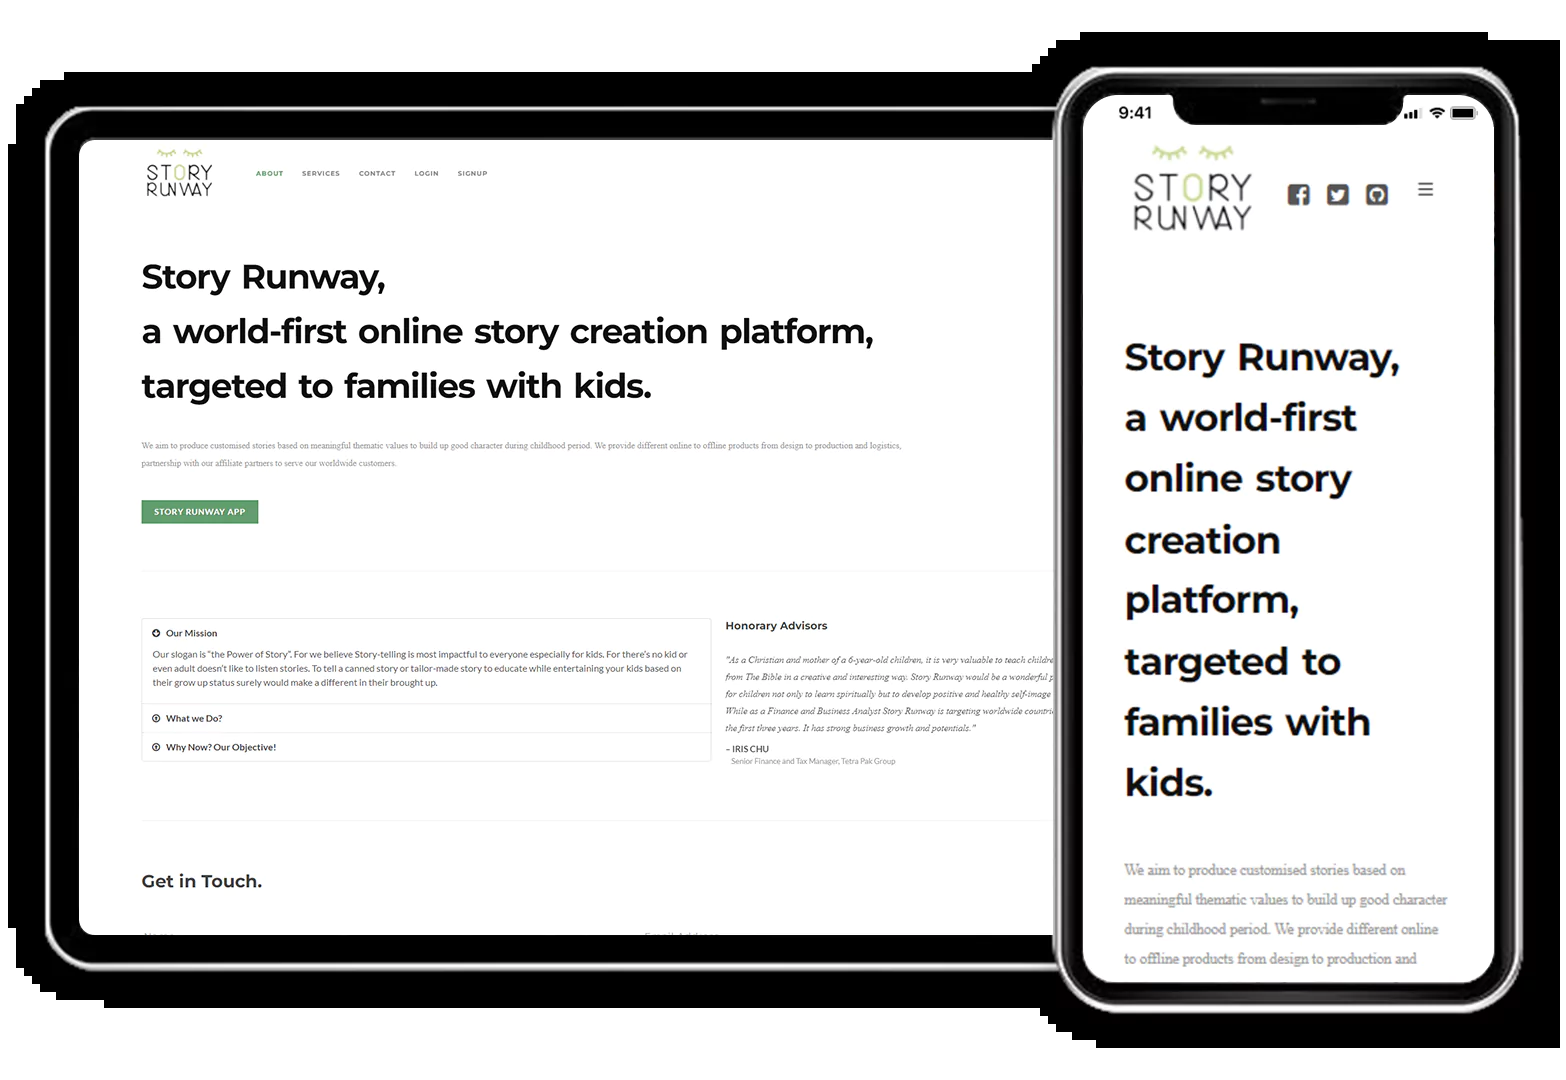 STORY
RUNWAY
ABOUT SERVICES CONTACT LOGIN SIGNUP
Story Runway,
a world-first online story creation platform,
targeted to families with kids.
We aim to produce customised stories based on meaningful thematic values to build up good character during childhood period. We provide different online to offline products from design to production and logistics,
partnership with our affiliate partners to serve our worldwide customers.
STORY RUNWAY APP
Our Mission
Our slogan is “the Power of Story”. For we believe Story-telling is most impactful to everyone especially for kids. For there’s no kid or
even adult doesn’t like to listen stories. To tell a canned story or tailor-made story to educate while entertaining your kids based on
their grow up status surely would make a different in their brought up.
What we Do?
Why Now? Our Objective!
Honorary Advisors
"As a Christian and mother of a 6-year-old children, it is very valuable to teach childre
from The Bible in a creative and interesting way. Story Runway would be a wonderful p
for children not only to learn spiritually but to develop positive and healthy self-image
While as a Finance and Business Analyst Story Runway is targeting worldwide countri
the first three years. It has strong business growth and potentials."
– IRIS CHU
Senior Finance and Tax Manager, Tetra Pak Group
Get in Touch.
9:41
STORY
RUNWAY
Story Runway,
a world-first
online story
creation
platform,
targeted to
families with
kids.
We aim to produce customised stories based on
meaningful thematic values to build up good character
during childhood period. We provide different online
to offline products from design to production and